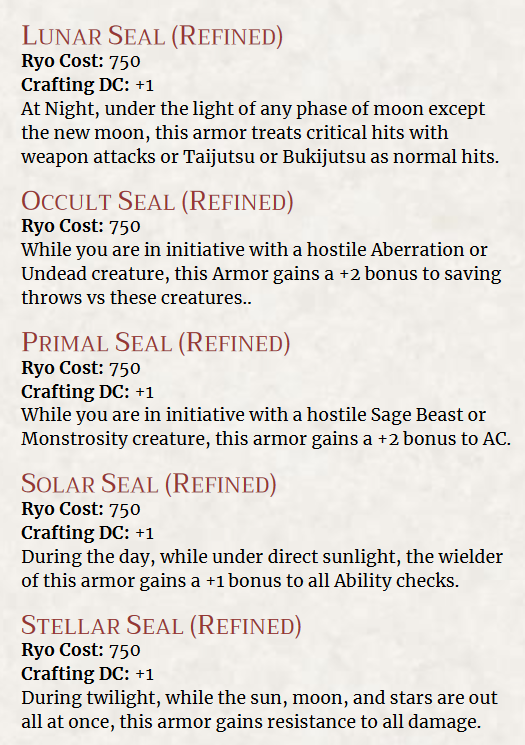 Lunar Seal (Refined)
Ryo Cost: 750
Crafting DC: +1
At Night, under the light of any phase of moon except
the new moon, this armor treats critical hits with
weapon attacks or Taijutsu or Bukijutsu as normal hits.
Occult Seal (Refined)
Ryo Cost: 750
While you are in initiative with a hostile Aberration or
Undead creature, this Armor gains a +2 bonus to saving
throws vs these creatures..
Primal Seal (Refined)
Ryo Cost: 750
Crafting DC: +1
While you are in initiative with a hostile Sage Beast or
Monstrosity creature, this armor gains a +2 bonus to AC.
Solar Seal (Refined)
Ryo Cost: 750
Crafting DC: +1
During the day, while under direct sunlight, the wielder
of this armor gains a +1 bonus to all Ability checks.
Stellar Seal (Refined)
Ryo Cost: 750
Crafting DC: +1
During twilight, while the sun, moon, and stars are out
all at once, this armor gains resistance to all damage.